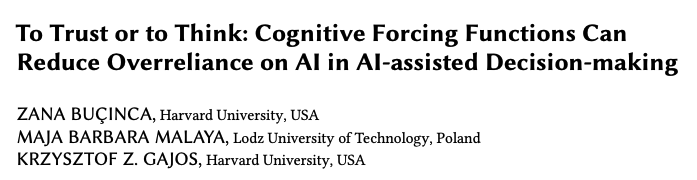 To Trust or to Think: Cognitive Forcing Functions Can
Reduce Overreliance on AI in AI-assisted Decision-making
ZANA BUÇINCA, Harvard University, USA
MAJA BARBARA MALAYA, Lodz University of Technology, Poland
KRZYSZTOF Z. GAJOS, Harvard University, USA